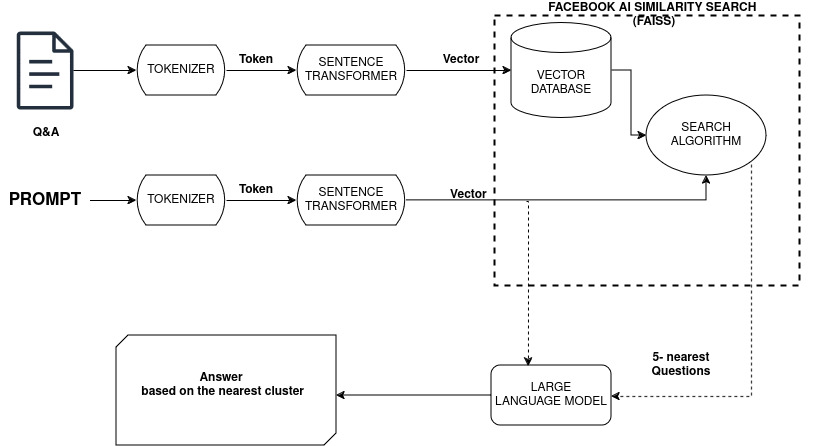 FACEBOOK AI SIMILARITY SEARCH
(FAISS)
Q&A
TOKENIZER
Token
SENTENCE
TRANSFORMER
Vector
VECTOR
DATABASE
SEARCH
ALGORITHM
PROMPT
TOKENIZER
Token
SENTENCE
TRANSFORMER
Vector
5- nearest
Questions
LARGE
LANGUAGE MODEL
Answer
based on the nearest cluster